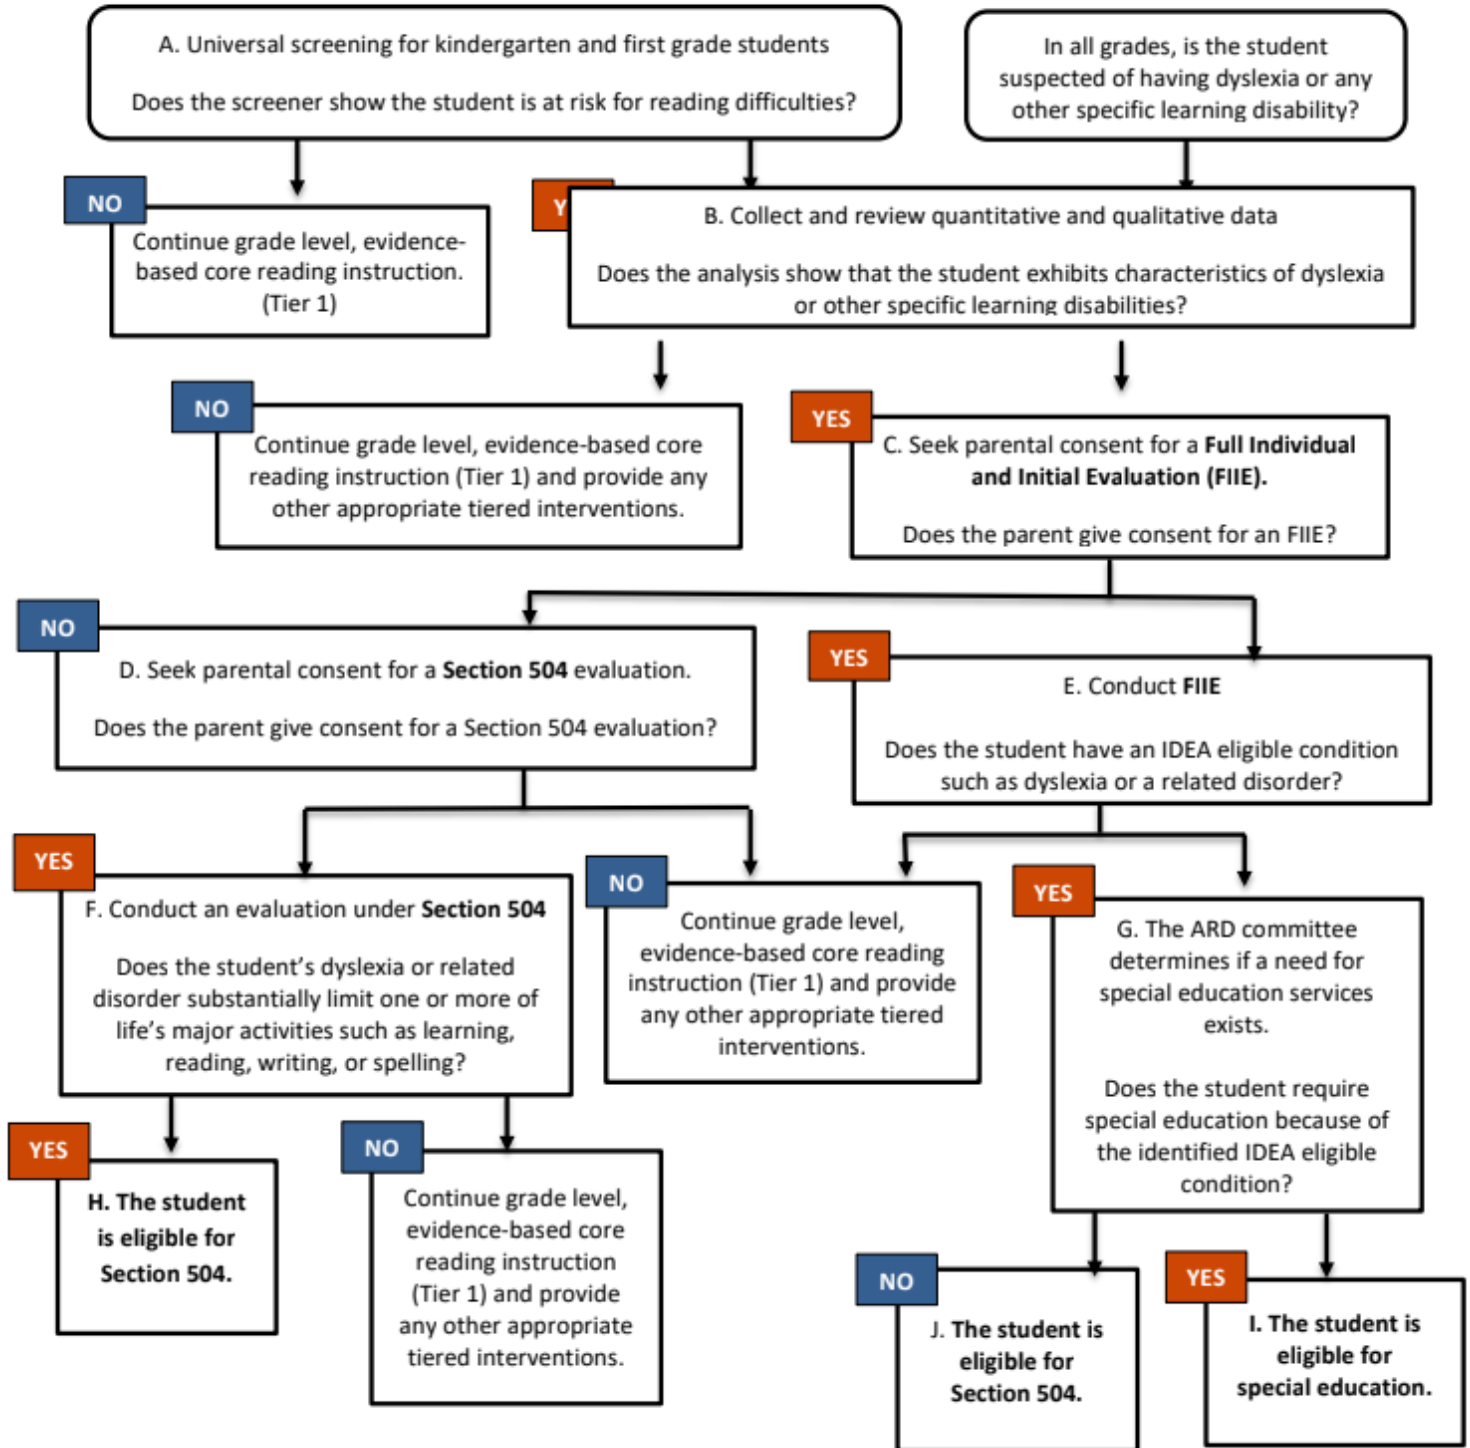 A. Universal screening for kindergarten and first grade students
Does the screener show the student is at risk for reading difficulties?
In all grades, is the student
suspected of having dyslexia or any
other specific learning disability?
NO
Continue grade level, evidence-
based core reading instruction.
(Tier 1)
B. Collect and review quantitative and qualitative data
Does the analysis show that the student exhibits characteristics of dyslexia
or other specific learning disabilities?
NO
Continue grade level, evidence-based core
reading instruction (Tier 1) and provide any
other appropriate tiered interventions.
YES
C. Seek parental consent for a Full Individual
and Initial Evaluation (FIIE).
Does the parent give consent for an FIIE?
NO
D. Seek parental consent for a Section 504 evaluation.
Does the parent give consent for a Section 504 evaluation?
YES
E. Conduct FIIE
Does the student have an IDEA eligible condition
such as dyslexia or a related disorder?
YES
F. Conduct an evaluation under Section 504
Does the student's dyslexia or related
disorder substantially limit one or more of
life's major activities such as learning,
reading, writing, or spelling?
NO
Continue grade level,
evidence-based core reading
instruction (Tier 1) and provide
any other appropriate tiered
interventions.
YES
G. The ARD committee
determines if a need for
special education services
exists.
Does the student require
special education because of
the identified IDEA eligible
condition?
YES
H. The student
is eligible for
Section 504.
NO
Continue grade level,
evidence-based core
reading instruction
(Tier 1) and provide
any other appropriate
tiered interventions.
NO
J. The student is
eligible for
Section 504.
YES
I. The student is
eligible for
special education.